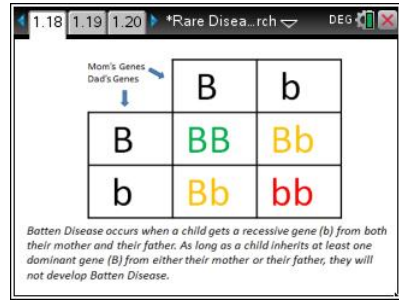 1.18 1.19 1.20 *Rare Disea…rch DEG
Mom's Genes
Dad's Genes
B b
B BB Bb
b Bb bb
Batten Disease occurs when a child gets a recessive gene (b) from both
their mother and their father. As long as a child inherits at least one
dominant gene (B) from either their mother or their father, they will
not develop Batten Disease.